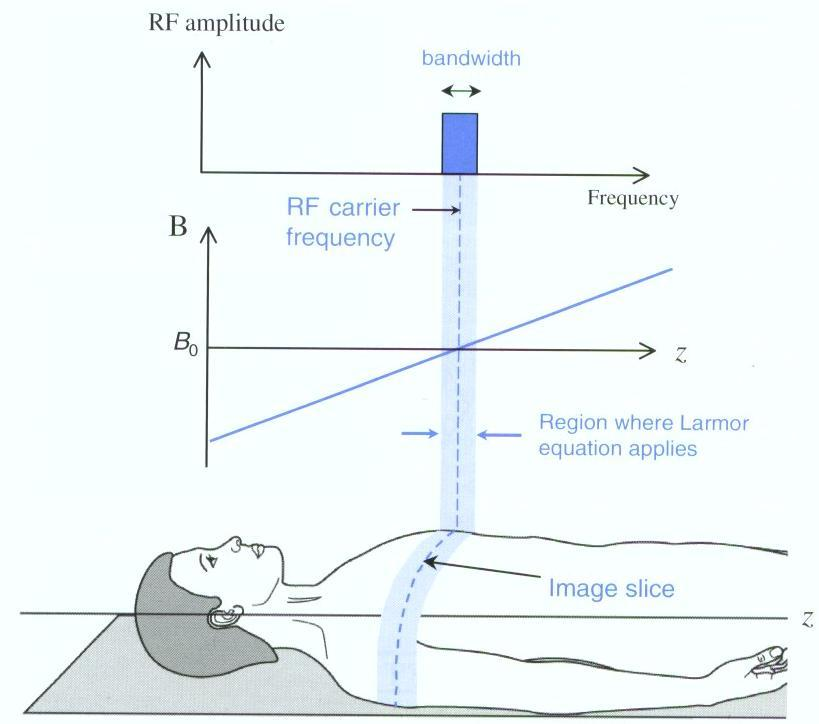 RF amplitude
bandwidth
Frequency
RF carrier
frequency
B
B0
z
Region where Larmor
equation applies
Image slice
z